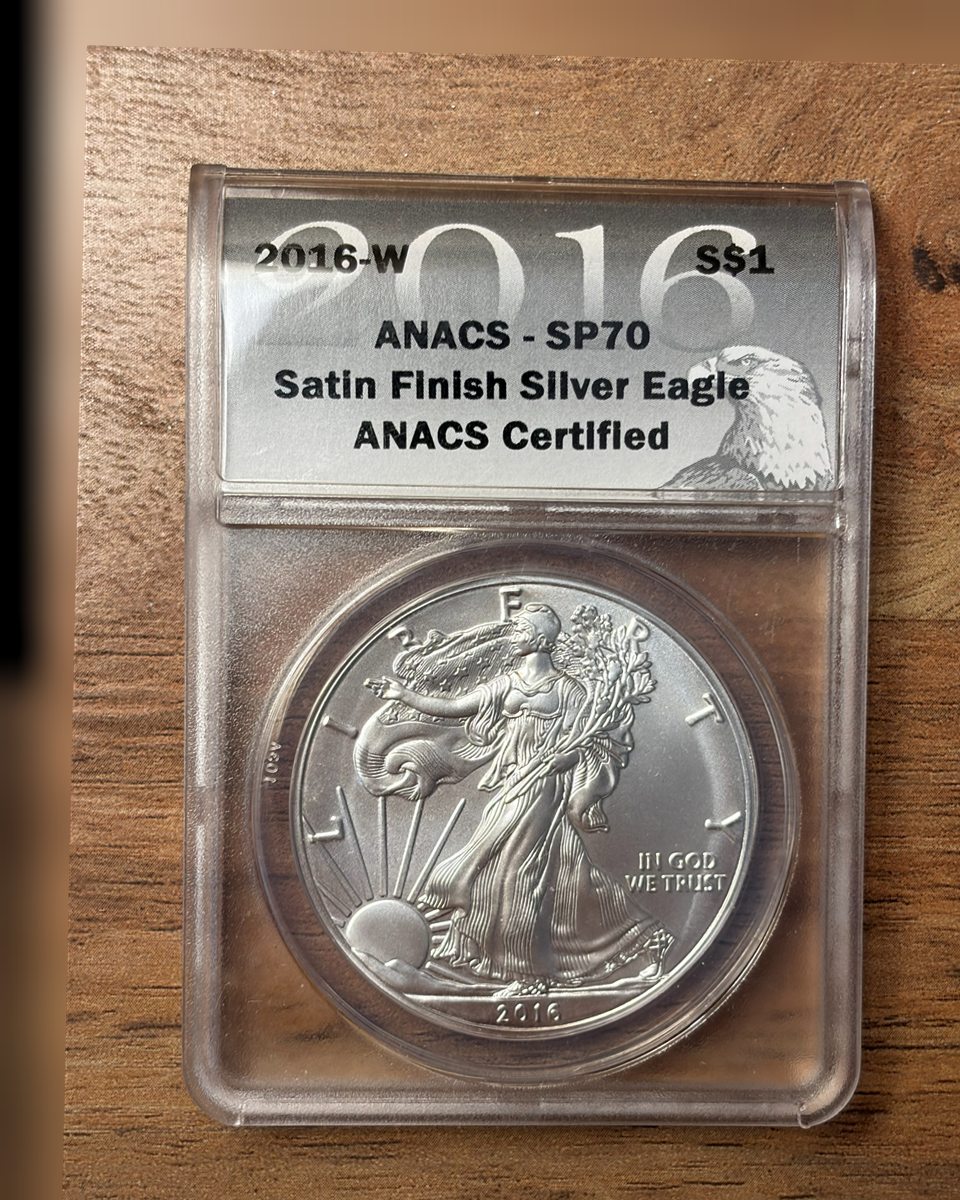 2016
2016-W S$1
ANACS - SP70
Satin Finish Silver Eagle
ANACS Certified
LIBERTY
IN GOD
WE TRUST
2016